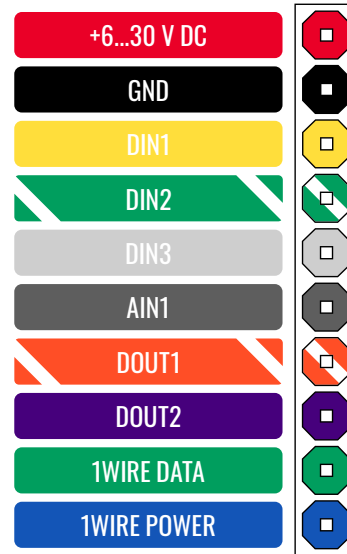 +6...30 V DC
GND
DIN1
DIN2
DIN3
AIN1
DOUT1
DOUT2
1WIRE DATA
1WIRE POWER